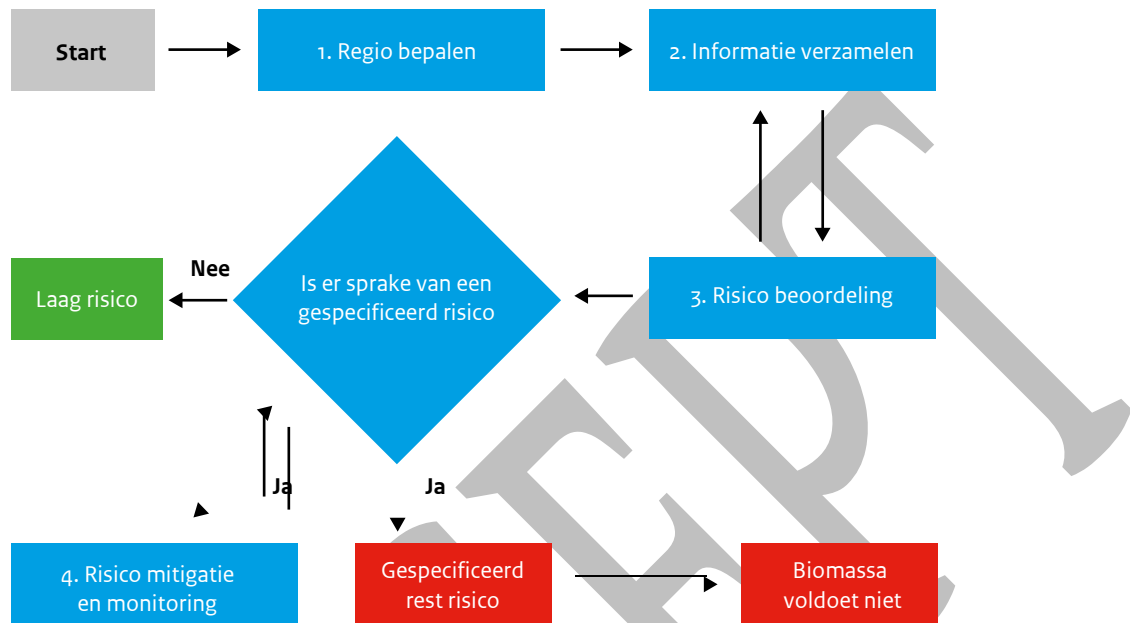 Start
1. Regio bepalen
2. Informatie verzamelen
Nee
Laag risico
Is er sprake van een
gespecificeerd risico
3. Risico beoordeling
Ja
Ja
4. Risico mitigatie
en monitoring
Gespecificeerd
rest risico
Biomassa
voldoet niet
EPT